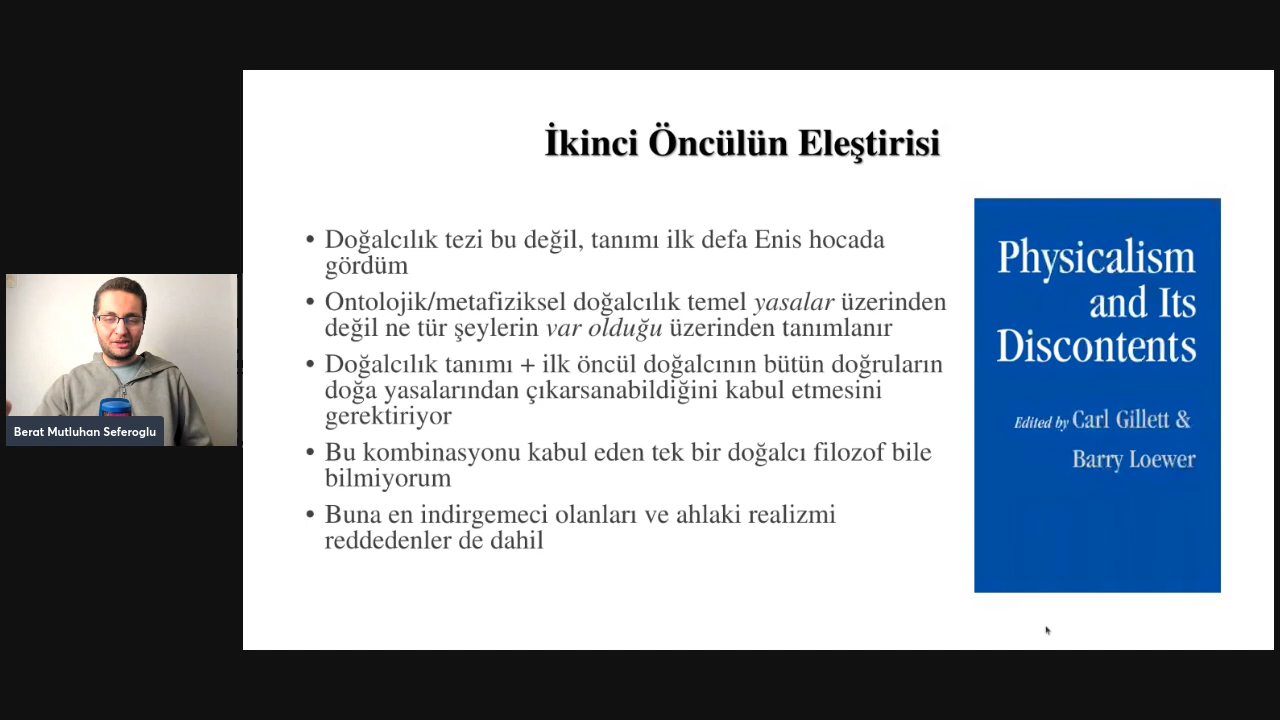 İkinci Öncülün Eleştirisi
• Doğalcılık tezi bu değil, tanımı ilk defa Enis hocada
gördüm
• Ontolojik/metafiziksel doğalcılık temel yasalar üzerinden
değil ne tür şeylerin var olduğu üzerinden tanımlanır
• Doğalcılık tanımı + ilk öncül doğalcının bütün doğruların
doğa yasalarından çıkarsanabildiğini kabul etmesini
gerektiriyor
• Bu kombinasyonu kabul eden tek bir doğalcı filozof bile
bilmiyorum
• Buna en indirgemeci olanları ve ahlaki realizmi
reddedenler de dahil
Physicalism
and Its
Discontents
Edited by Carl Gillett &
Barry Loewer
Berat Mutluhan Seferoglu